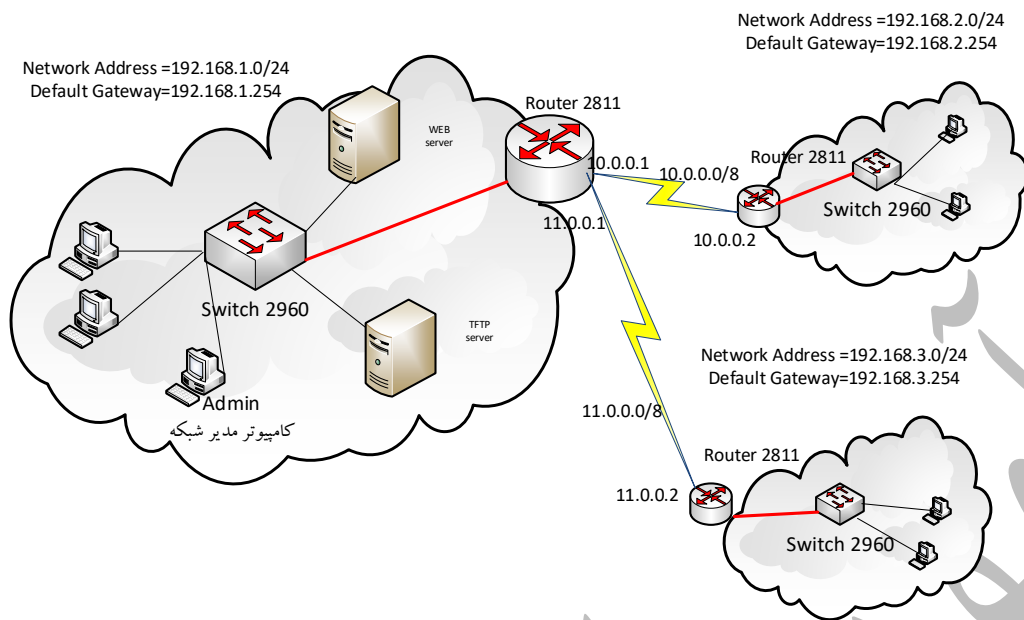 Network Address =192.168.2.0/24
Default Gateway=192.168.2.254
Network Address =192.168.1.0/24
Default Gateway=192.168.1.254
Router 2811
WEB
server
10.0.0.1
10.0.0.0/8
Router 2811
Switch 2960
11.0.0.1
10.0.0.2
Switch 2960
TFTP
server
Network Address =192.168.3.0/24
Default Gateway=192.168.3.254
Admin
کامپیوتر مدیر شبکه
11.0.0.0/8
Router 2811
11.0.0.2
Switch 2960